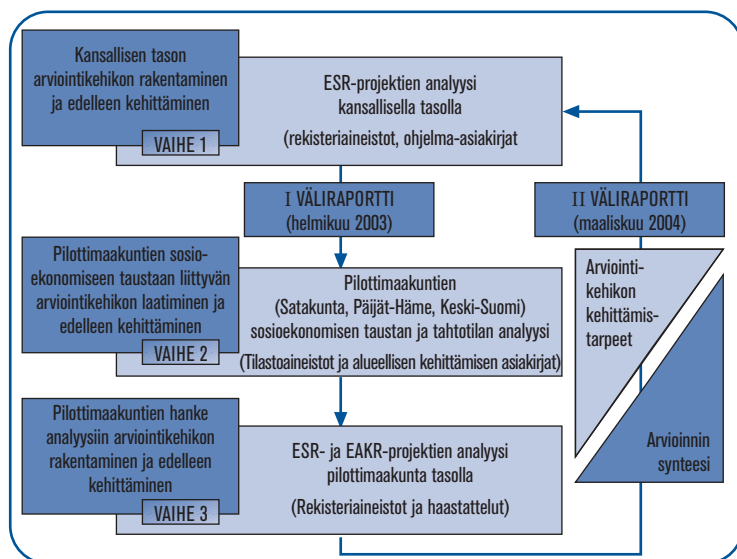 Kansallisen tason
arviointikehikon rakentaminen
ja edelleen kehittäminen
VAIHE 1
ESR-projektien analyysi
kansallisella tasolla
(rekisteriaineistot, ohjelma-asiakirjat
I VÄLIRAPORTTI
(helmikuu 2003)
II VÄLIRAPORTTI
(maaliskuu 2004)
Pilottimaakuntien sosio-
ekonomiseen taustaan liittyvän
arviointikehikon laatiminen ja
edelleen kehittäminen
VAIHE 2
Pilottimaakuntien
(Satakunta, Päijät-Häme, Keski-Suomi)
sosioekonomisen taustan ja tahtotilan analyysi
(Tilastoaineistot ja alueellisen kehittämisen asiakirjat)
Arviointi-
kehikon
kehittämis-
tarpeet
Arvioinnin
synteesi
Pilottimaakuntien hanke
analyysiin arviointikehikon
rakentaminen ja edelleen
kehittäminen
VAIHE 3
ESR- ja EAKR-projektien analyysi
pilottimaakunta tasolla
(Rekisteriaineistot ja haastattelut)